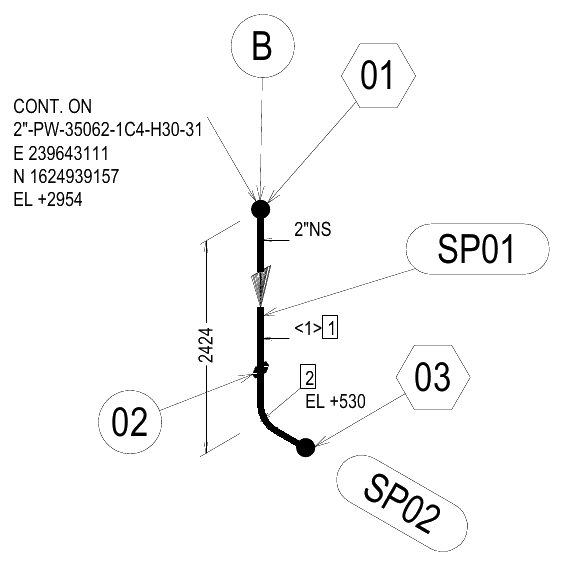 B
01
CONT. ON
2"-PW-35062-1C4-H30-31
E 239643111
N 1624939157
EL +2954
2"NS
SP01
<1> 1
2424
2
EL +530
03
02
SP02